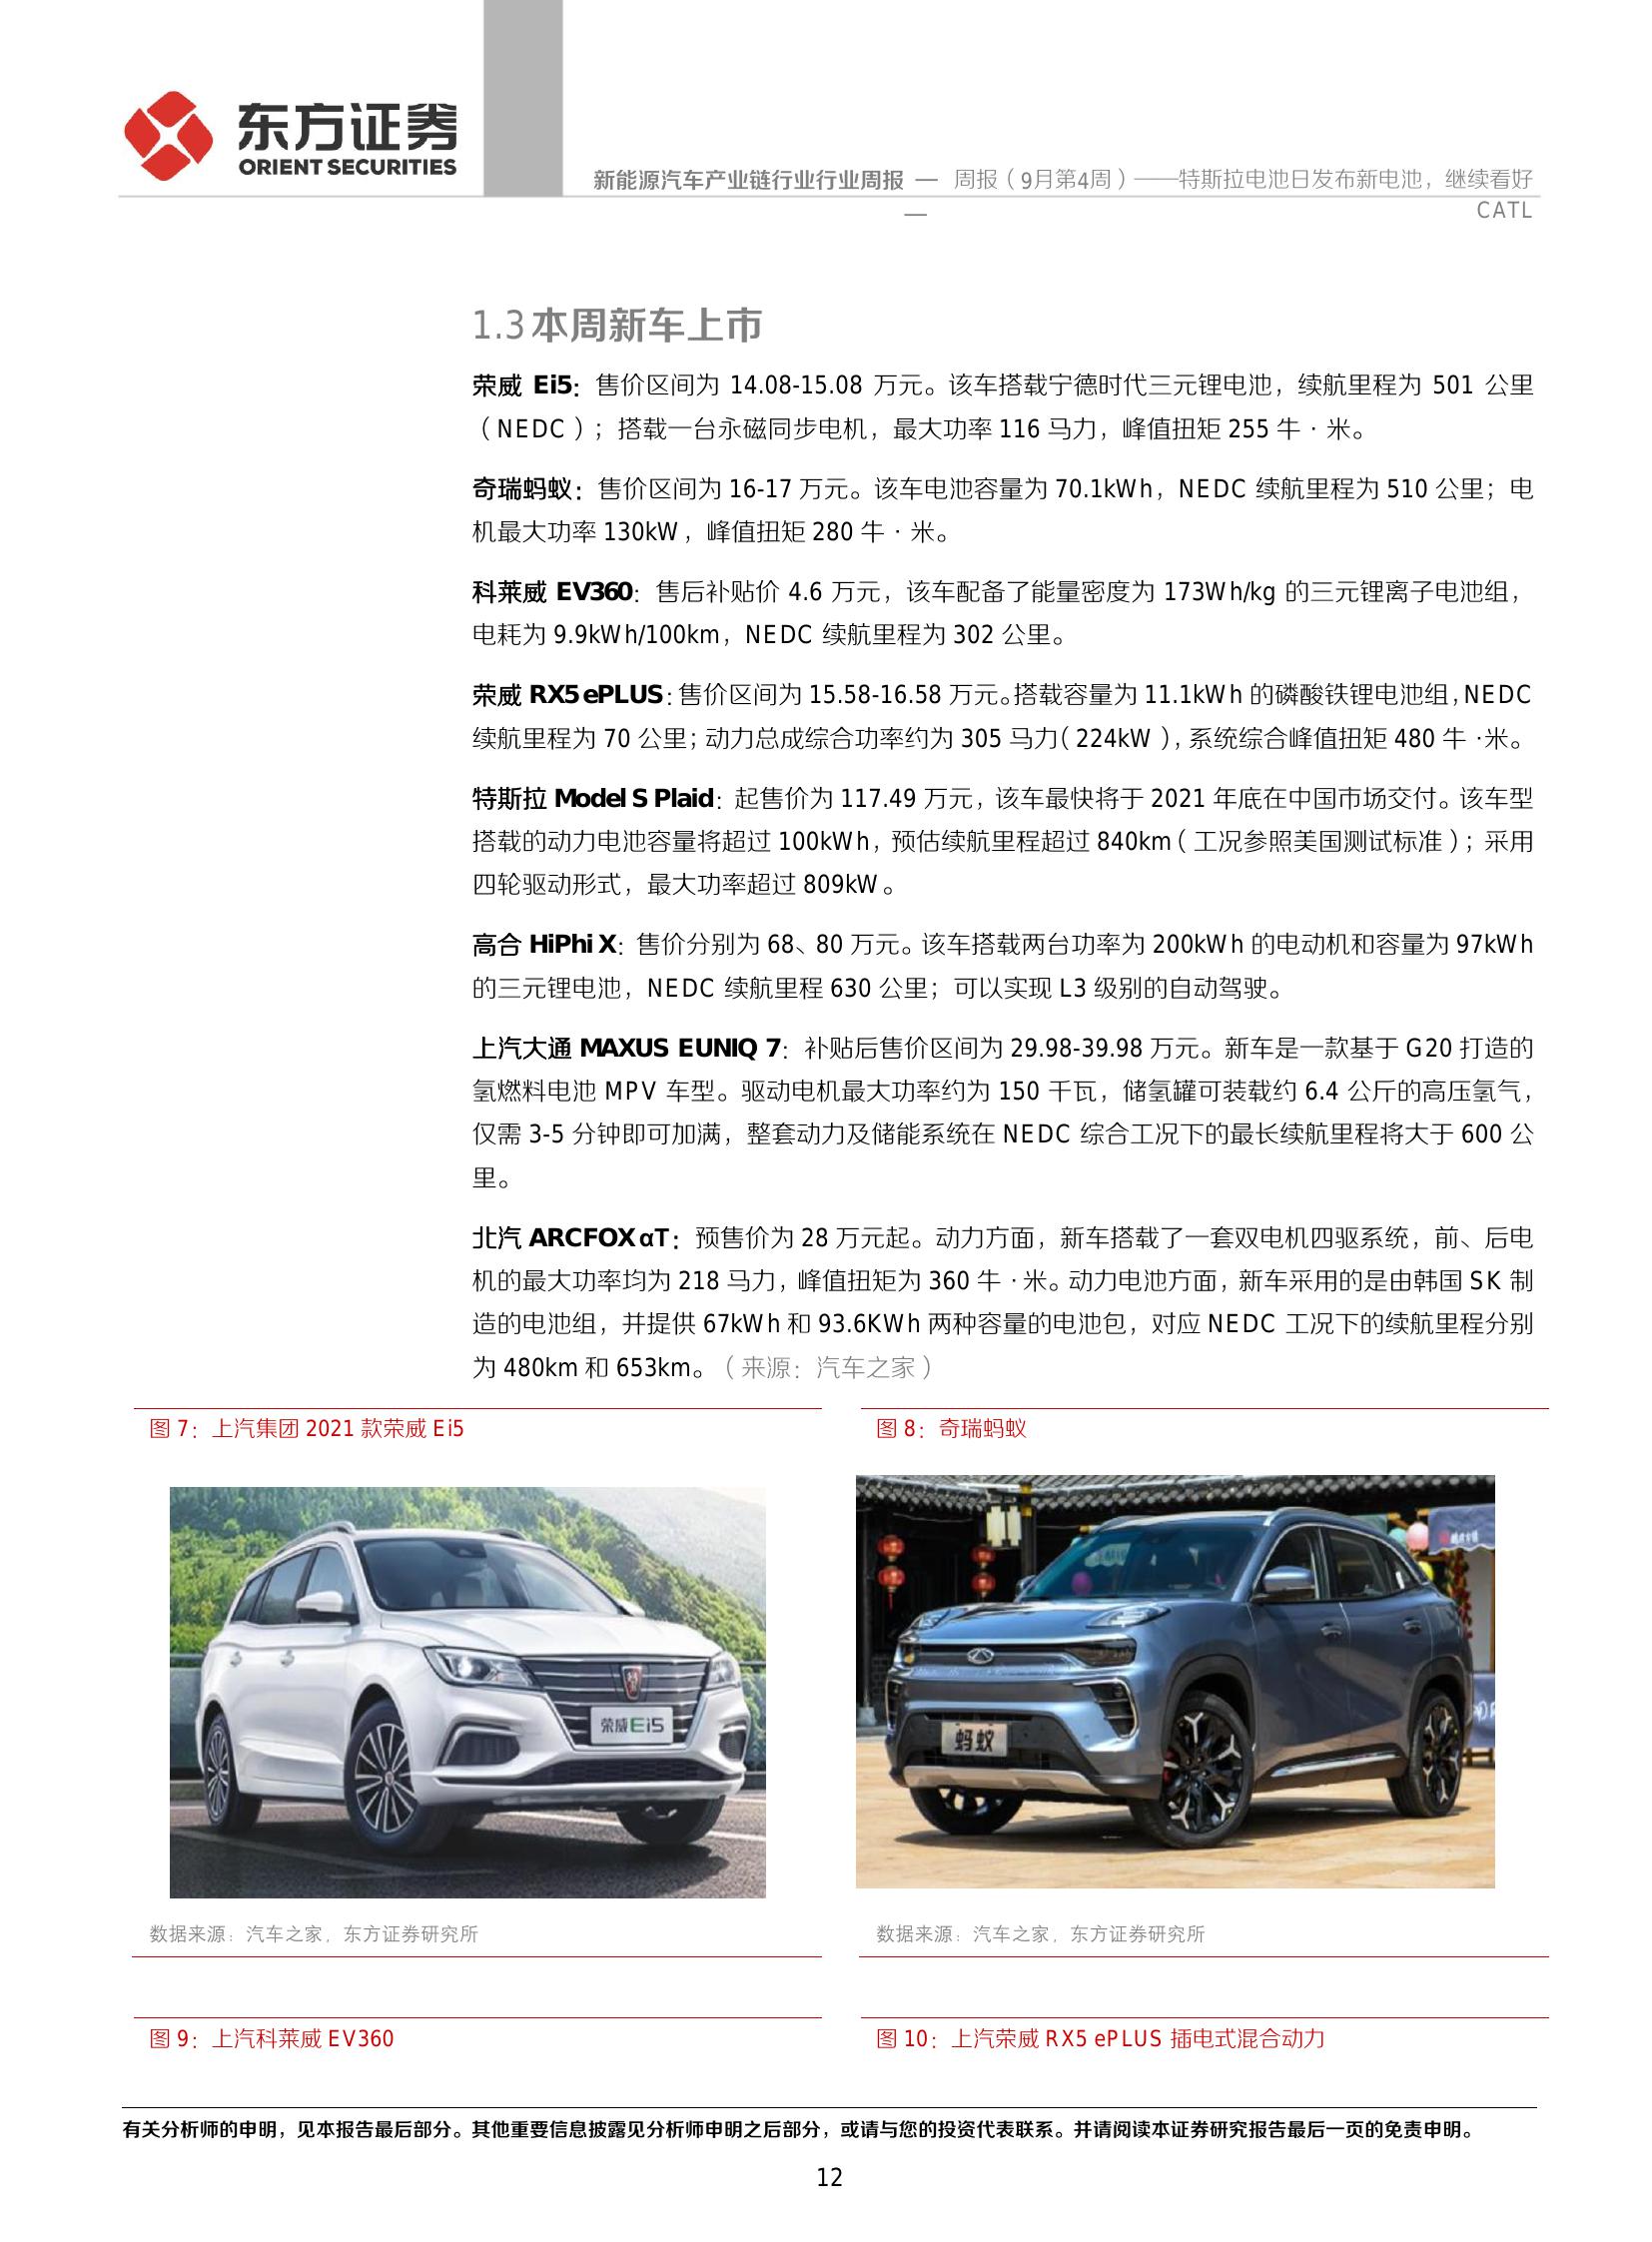 东方证券
ORIENT SECURITIES
新能源汽车产业链行业行业周报 — 周报（9月第4周）——特斯拉电池日发布新电池，继续看好
—
CATL
1.3本周新车上市
荣威 Ei5：售价区间为 14.08-15.08 万元。该车搭载宁德时代三元锂电池，续航里程为 501 公里
（NEDC）；搭载一台永磁同步电机，最大功率 116 马力，峰值扭矩 255 牛·米。
奇瑞蚂蚁：售价区间为 16-17 万元。该车电池容量为 70.1kWh，NEDC 续航里程为 510 公里；电
机最大功率 130kW，峰值扭矩 280 牛·米。
科莱威 EV360：售后补贴价 4.6 万元，该车配备了能量密度为 173Wh/kg 的三元锂离子电池组，
电耗为 9.9kWh/100km，NEDC 续航里程为 302 公里。
荣威 RX5 ePLUS：售价区间为 15.58-16.58 万元。搭载容量为 11.1kWh 的磷酸铁锂电池组，NEDC
续航里程为 70 公里；动力总成综合功率约为 305 马力（224kW），系统综合峰值扭矩 480 牛·米。
特斯拉 Model S Plaid：起售价为 117.49 万元，该车最快将于 2021 年底在中国市场交付。该车型
搭载的动力电池容量将超过 100kWh，预估续航里程超过 840km（工况参照美国测试标准）；采用
四轮驱动形式，最大功率超过 809kW。
高合 HiPhi X：售价分别为 68、80 万元。该车搭载两台功率为 200kWh 的电动机和容量为 97kWh
的三元锂电池，NEDC 续航里程 630 公里；可以实现 L3 级别的自动驾驶。
上汽大通 MAXUS EUNIQ 7：补贴后售价区间为 29.98-39.98 万元。新车是一款基于 G20 打造的
氢燃料电池 MPV 车型。驱动电机最大功率约为 150 千瓦，储氢罐可装载约 6.4 公斤的高压氢气，
仅需 3-5 分钟即可加满，整套动力及储能系统在 NEDC 综合工况下的最长续航里程将大于 600 公
里。
北汽 ARCFOX αT：预售价为 28 万元起。动力方面，新车搭载了一套双电机四驱系统，前、后电
机的最大功率均为 218 马力，峰值扭矩为 360 牛·米。动力电池方面，新车采用的是由韩国 SK 制
造的电池组，并提供 67kWh 和 93.6KWh 两种容量的电池包，对应 NEDC 工况下的续航里程分别
为 480km 和 653km。（来源：汽车之家）
图 7：上汽集团 2021 款荣威 Ei5
图 8：奇瑞蚂蚁
荣威Ei5
蚂蚁
数据来源：汽车之家，东方证券研究所
数据来源：汽车之家，东方证券研究所
图 9：上汽科莱威 EV360
图 10：上汽荣威 RX5 ePLUS 插电式混合动力
有关分析师的申明，见本报告最后部分。其他重要信息披露见分析师申明之后部分，或请与您的投资代表联系。并请阅读本证券研究报告最后一页的免责申明。
12